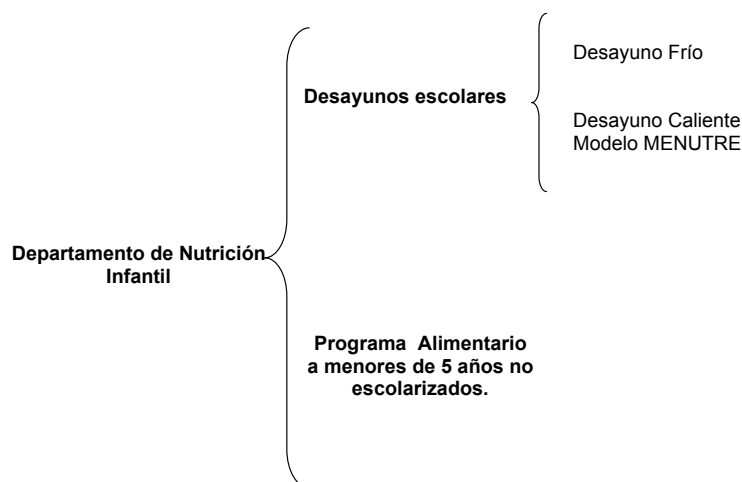 Desayuno Frío
Desayunos escolares
Desayuno Caliente
Modelo MENUTRE
Departamento de Nutrición
Infantil
Programa Alimentario
a menores de 5 años no
escolarizados.